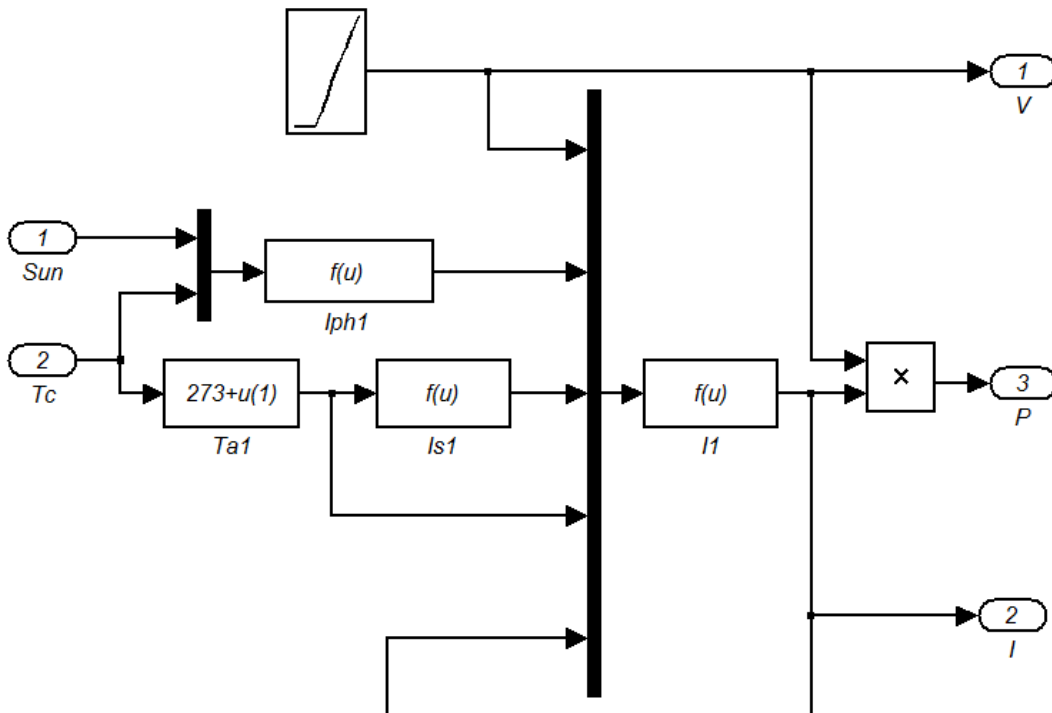 1
V
1
Sun
f(u)
Iph1
2
Tc
273+u(1)
Ta1
f(u)
Is1
f(u)
I1
×
3
P
2
I